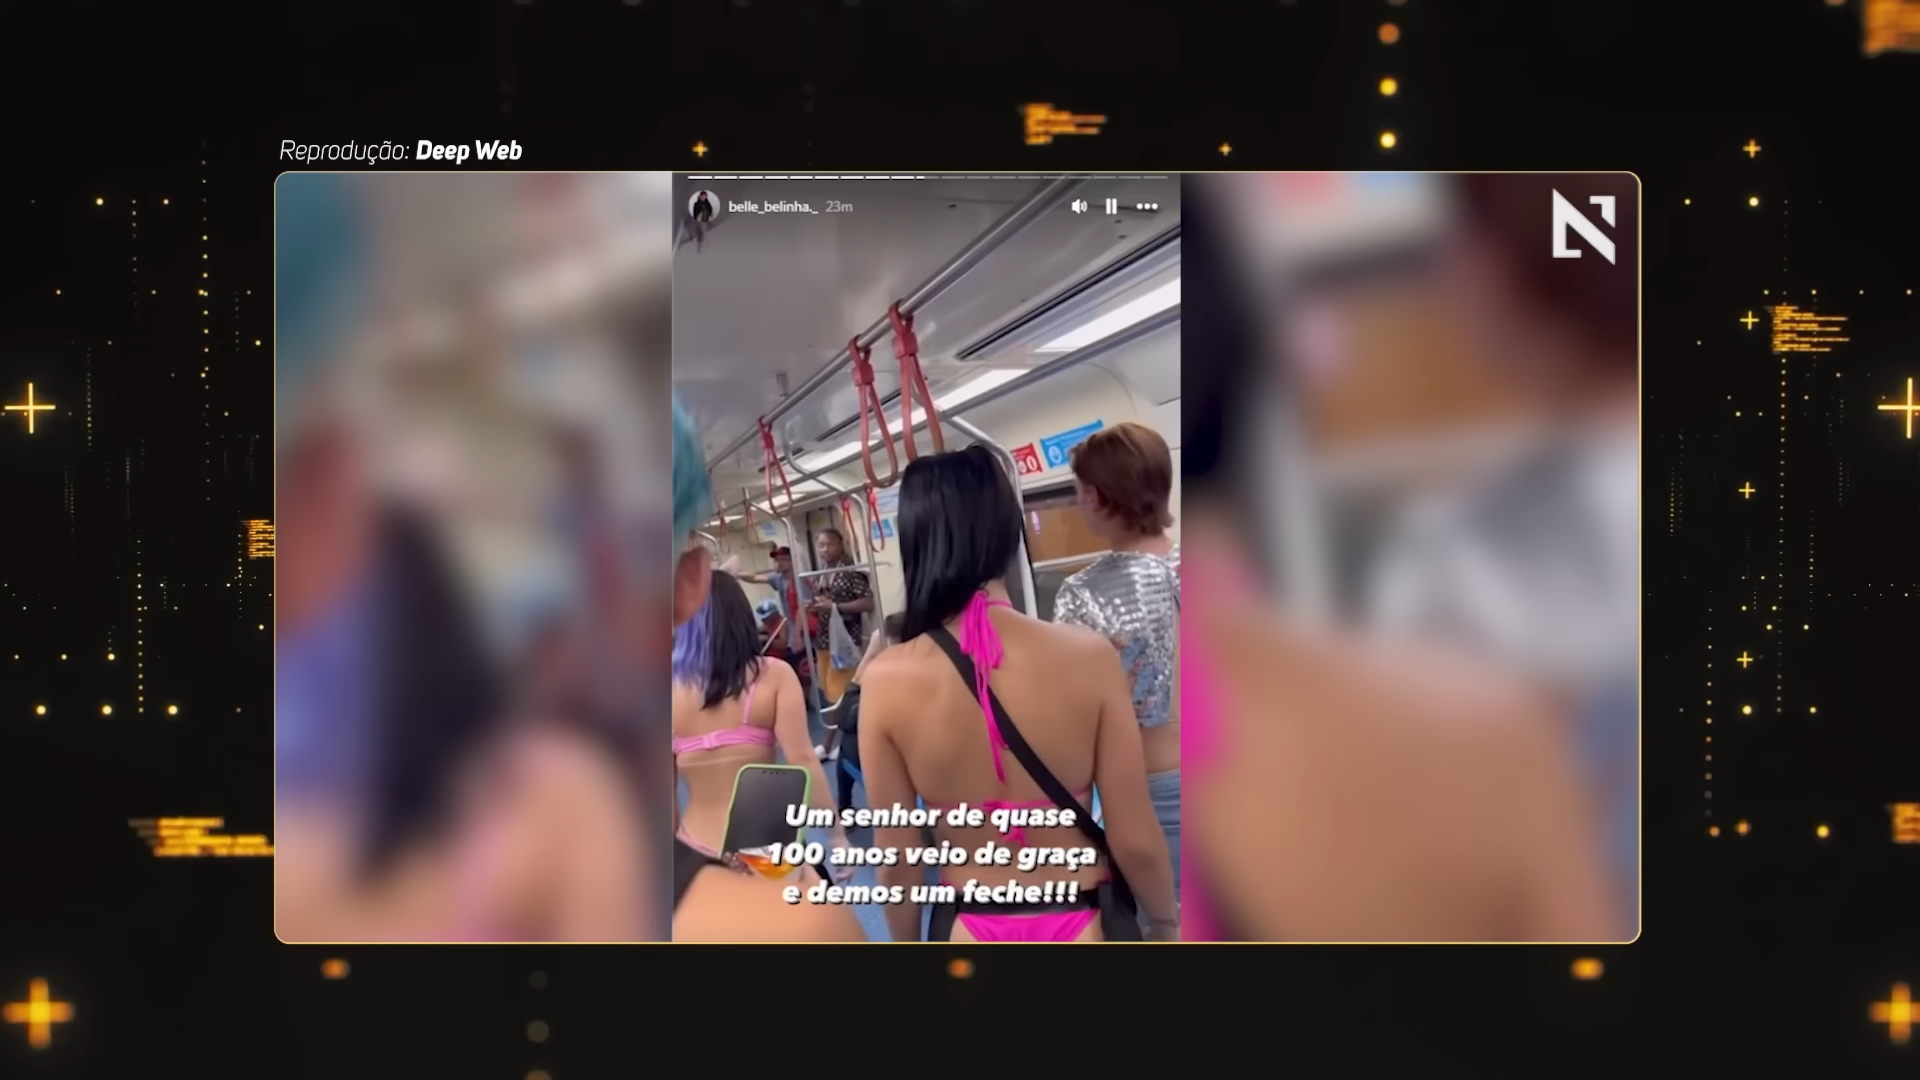 Reprodução: Deep Web
belle_belinha._ 23m
Um senhor de quase
100 anos veio de graça
e demos um feche!!!